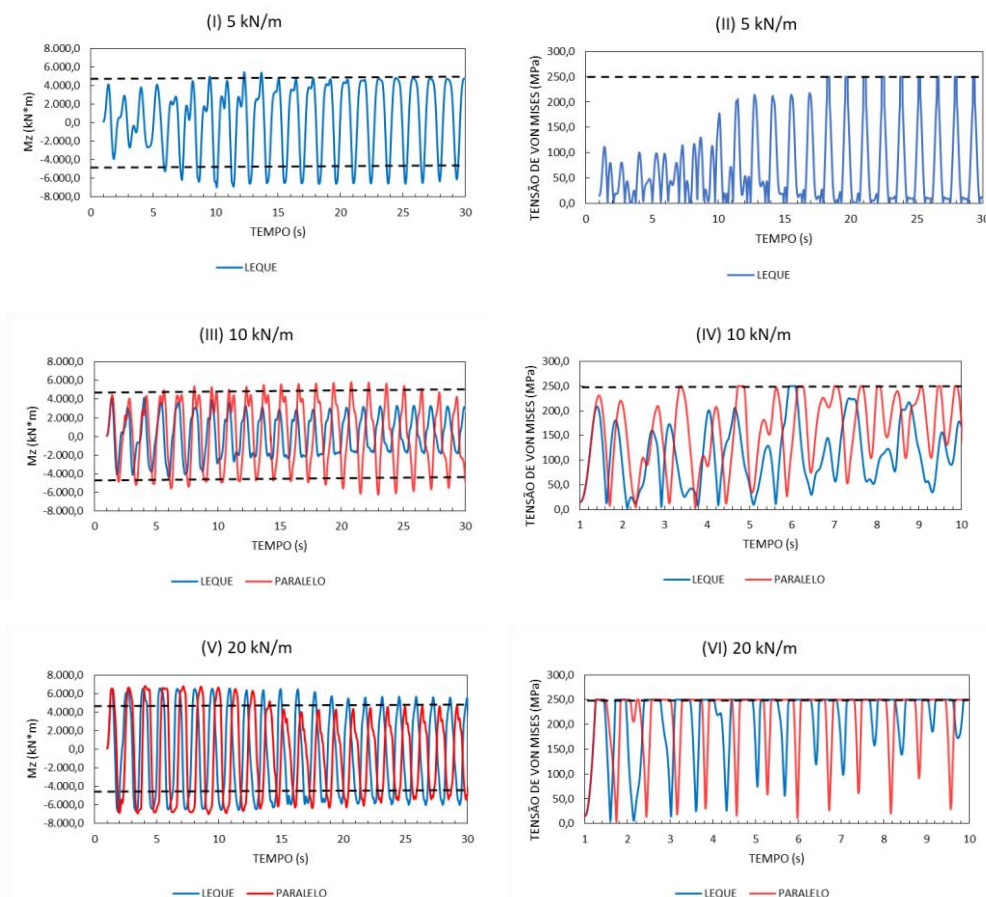 (I) 5 kN/m
8.000,0
6.000,0
4.000,0
2.000,0
0,0
-2.000,0
-4.000,0
-6.000,0
-8.000,0
Mz (kN*m)
0 5 10 15 20 25 30
TEMPO (s)
LEQUE
(II) 5 kN/m
300,0
250,0
200,0
150,0
100,0
50,0
0,0
TENSÃO DE VON MISES (MPa)
0 5 10 15 20 25 30
TEMPO (s)
LEQUE
(III) 10 kN/m
8.000,0
6.000,0
4.000,0
2.000,0
0,0
-2.000,0
-4.000,0
-6.000,0
-8.000,0
Mz (kN*m)
0 5 10 15 20 25 30
TEMPO (s)
LEQUE PARALELO
(IV) 10 kN/m
300,0
250,0
200,0
150,0
100,0
50,0
0,0
TENSÃO DE VON MISES (MPa)
1 2 3 4 5 6 7 8 9 10
TEMPO (s)
LEQUE PARALELO
(V) 20 kN/m
8.000,0
6.000,0
4.000,0
2.000,0
0,0
-2.000,0
-4.000,0
-6.000,0
-8.000,0
Mz (kN*m)
0 5 10 15 20 25 30
TEMPO (s)
LEQUE PARALELO
(VI) 20 kN/m
300,0
250,0
200,0
150,0
100,0
50,0
0,0
TENSÃO DE VON MISES (MPa)
1 2 3 4 5 6 7 8 9 10
TEMPO (s)
LEQUE PARALELO